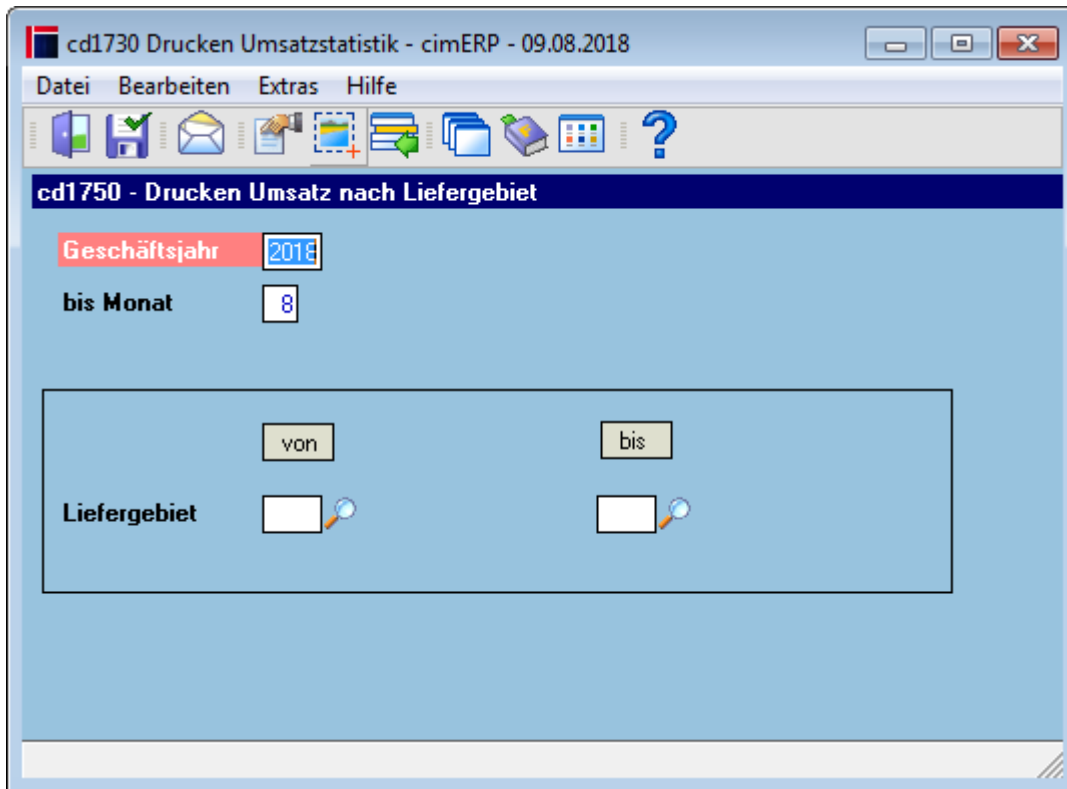 cd1730 Drucken Umsatzstatistik - cimERP - 09.08.2018
Datei Bearbeiten Extras Hilfe
cd1750 - Drucken Umsatz nach Liefergebiet
Geschäftsjahr 2018
bis Monat 8
von bis
Liefergebiet